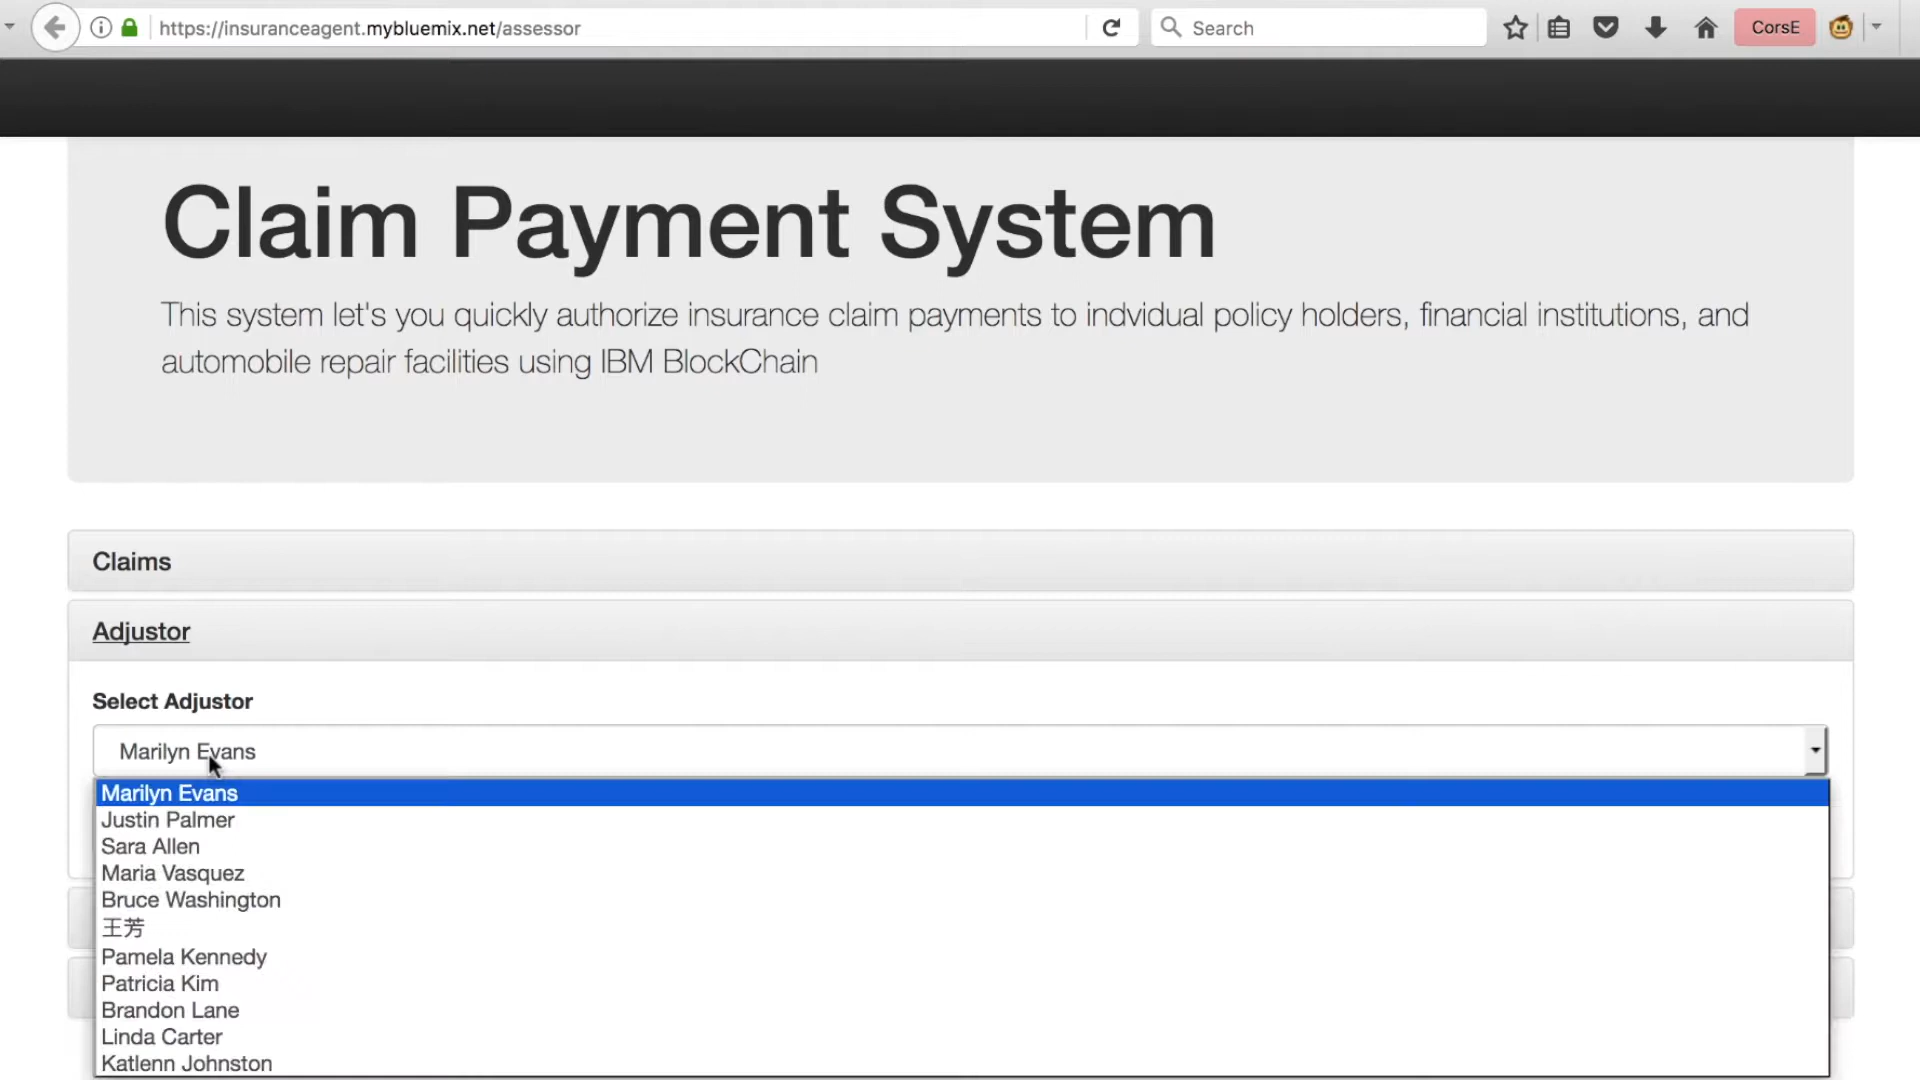 https://insuranceagent.mybluemix.net/assessor
Search
CorsE
Claim Payment System
This system let's you quickly authorize insurance claim payments to indvidual policy holders, financial institutions, and
automobile repair facilities using IBM BlockChain
Claims
Adjustor
Select Adjustor
Marilyn Evans
Marilyn Evans
Justin Palmer
Sara Allen
Maria Vasquez
Bruce Washington
王芳
Pamela Kennedy
Patricia Kim
Brandon Lane
Linda Carter
Katlenn Johnston